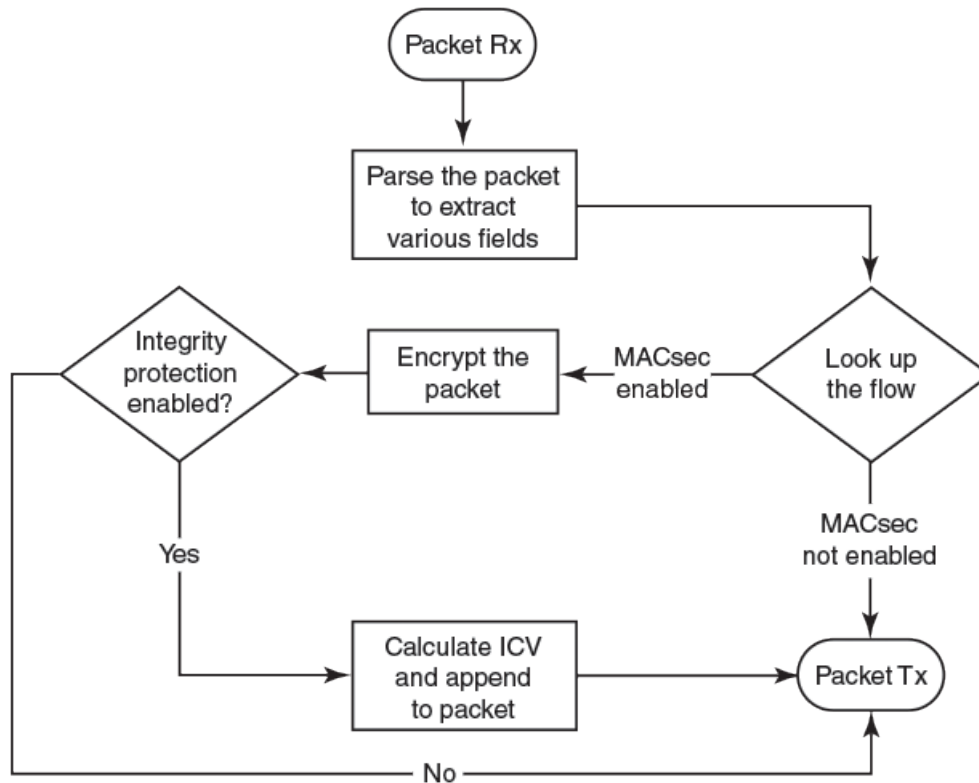 Packet Rx
Parse the packet
to extract
various fields
Look up
the flow
MACsec
enabled
Encrypt the
packet
Integrity
protection
enabled?
MACsec
not enabled
Yes
Calculate ICV
and append
to packet
Packet Tx
No